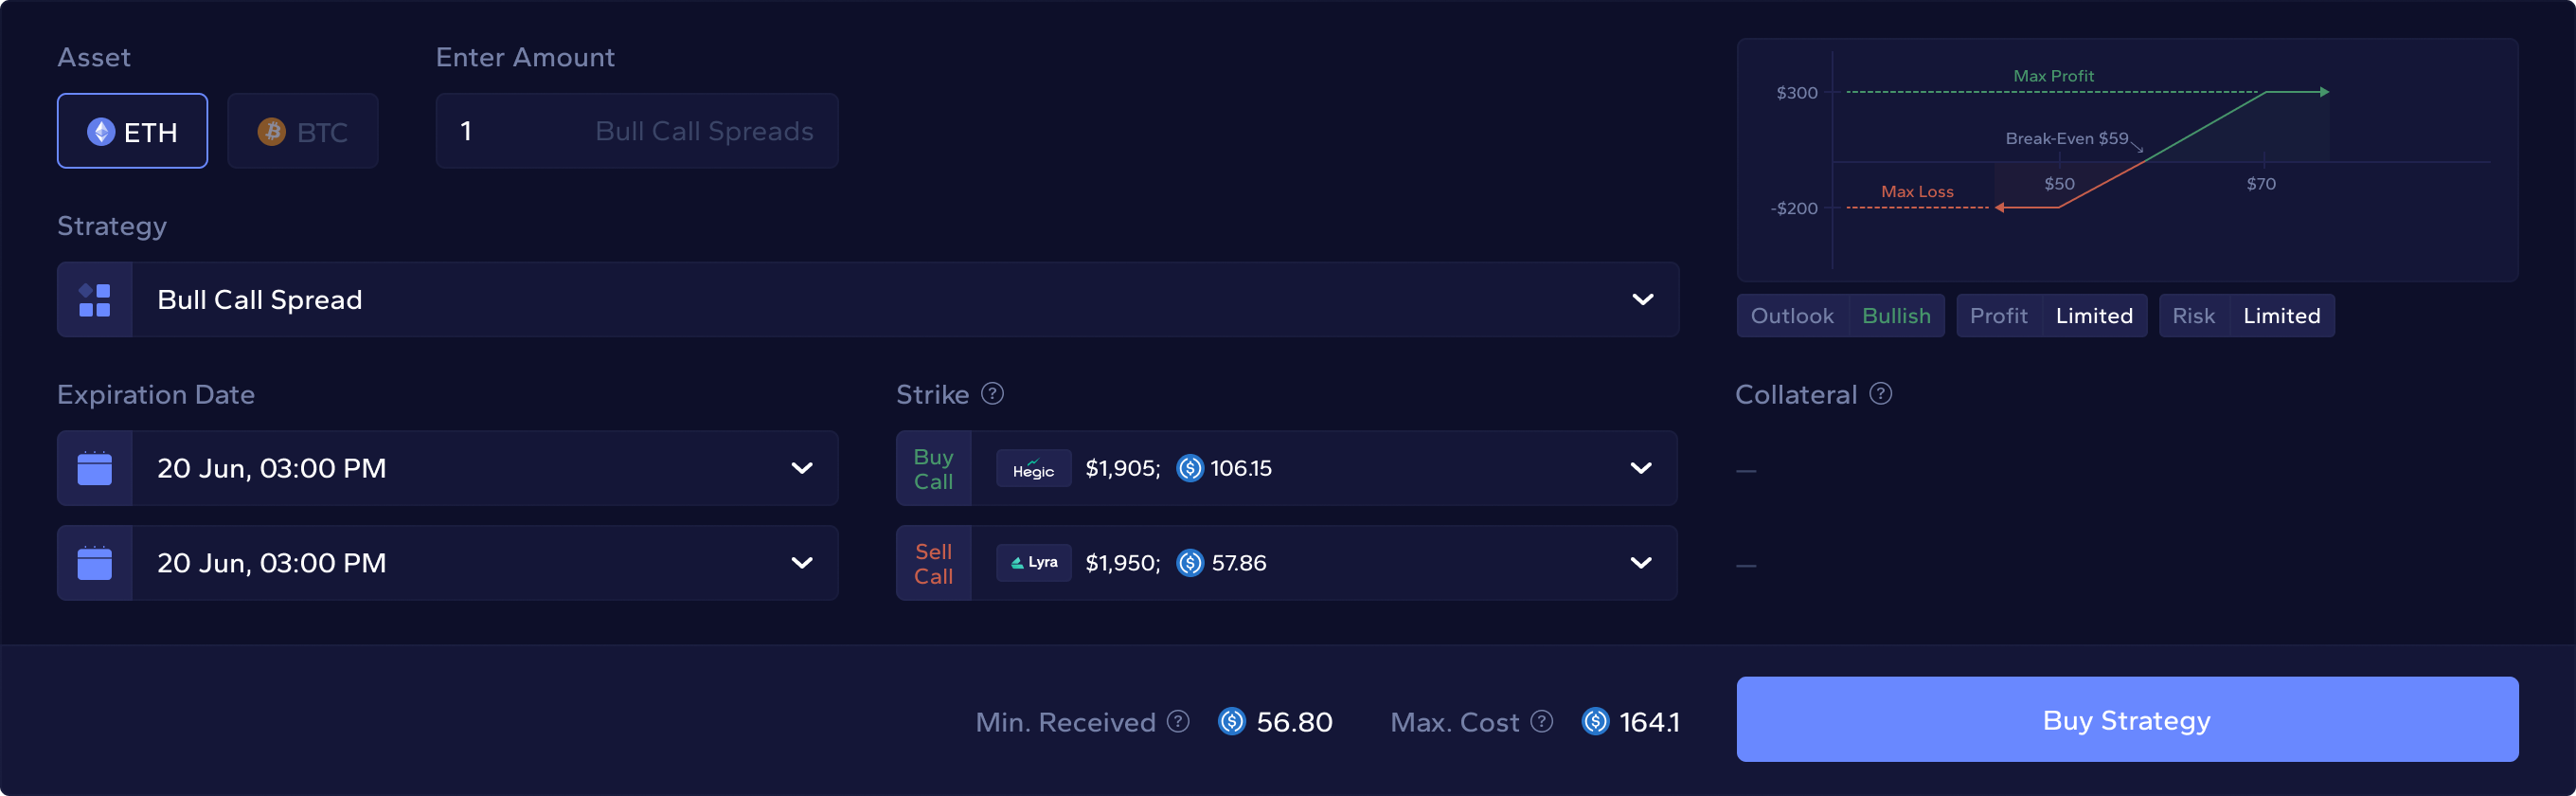 Asset
ETH
BTC
Enter Amount
1 Bull Call Spreads
Strategy
Bull Call Spread
$300
Max Profit
Break-Even $59
$50
$70
Max Loss
-$200
Outlook Bullish
Profit Limited
Risk Limited
Expiration Date
20 Jun, 03:00 PM
20 Jun, 03:00 PM
Strike ?
Buy
Call
Hegic $1,905; $ 106.15
Sell
Call
Lyra $1,950; $ 57.86
Collateral ?
—
—
Min. Received ? $ 56.80
Max. Cost ? $ 164.1
Buy Strategy